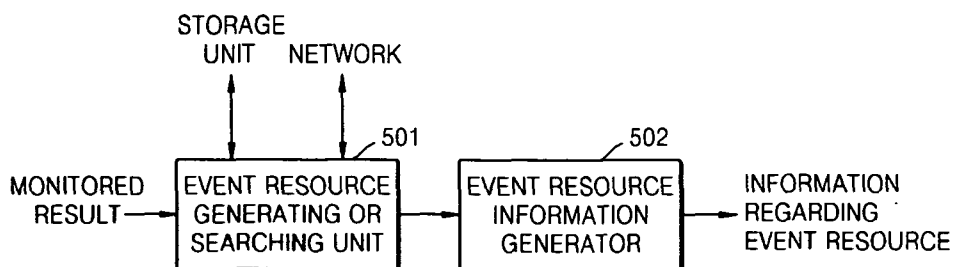 STORAGE
UNIT
NETWORK
501
502
MONITORED
RESULT
EVENT RESOURCE
GENERATING OR
SEARCHING UNIT
EVENT RESOURCE
INFORMATION
GENERATOR
INFORMATION
REGARDING
EVENT RESOURCE